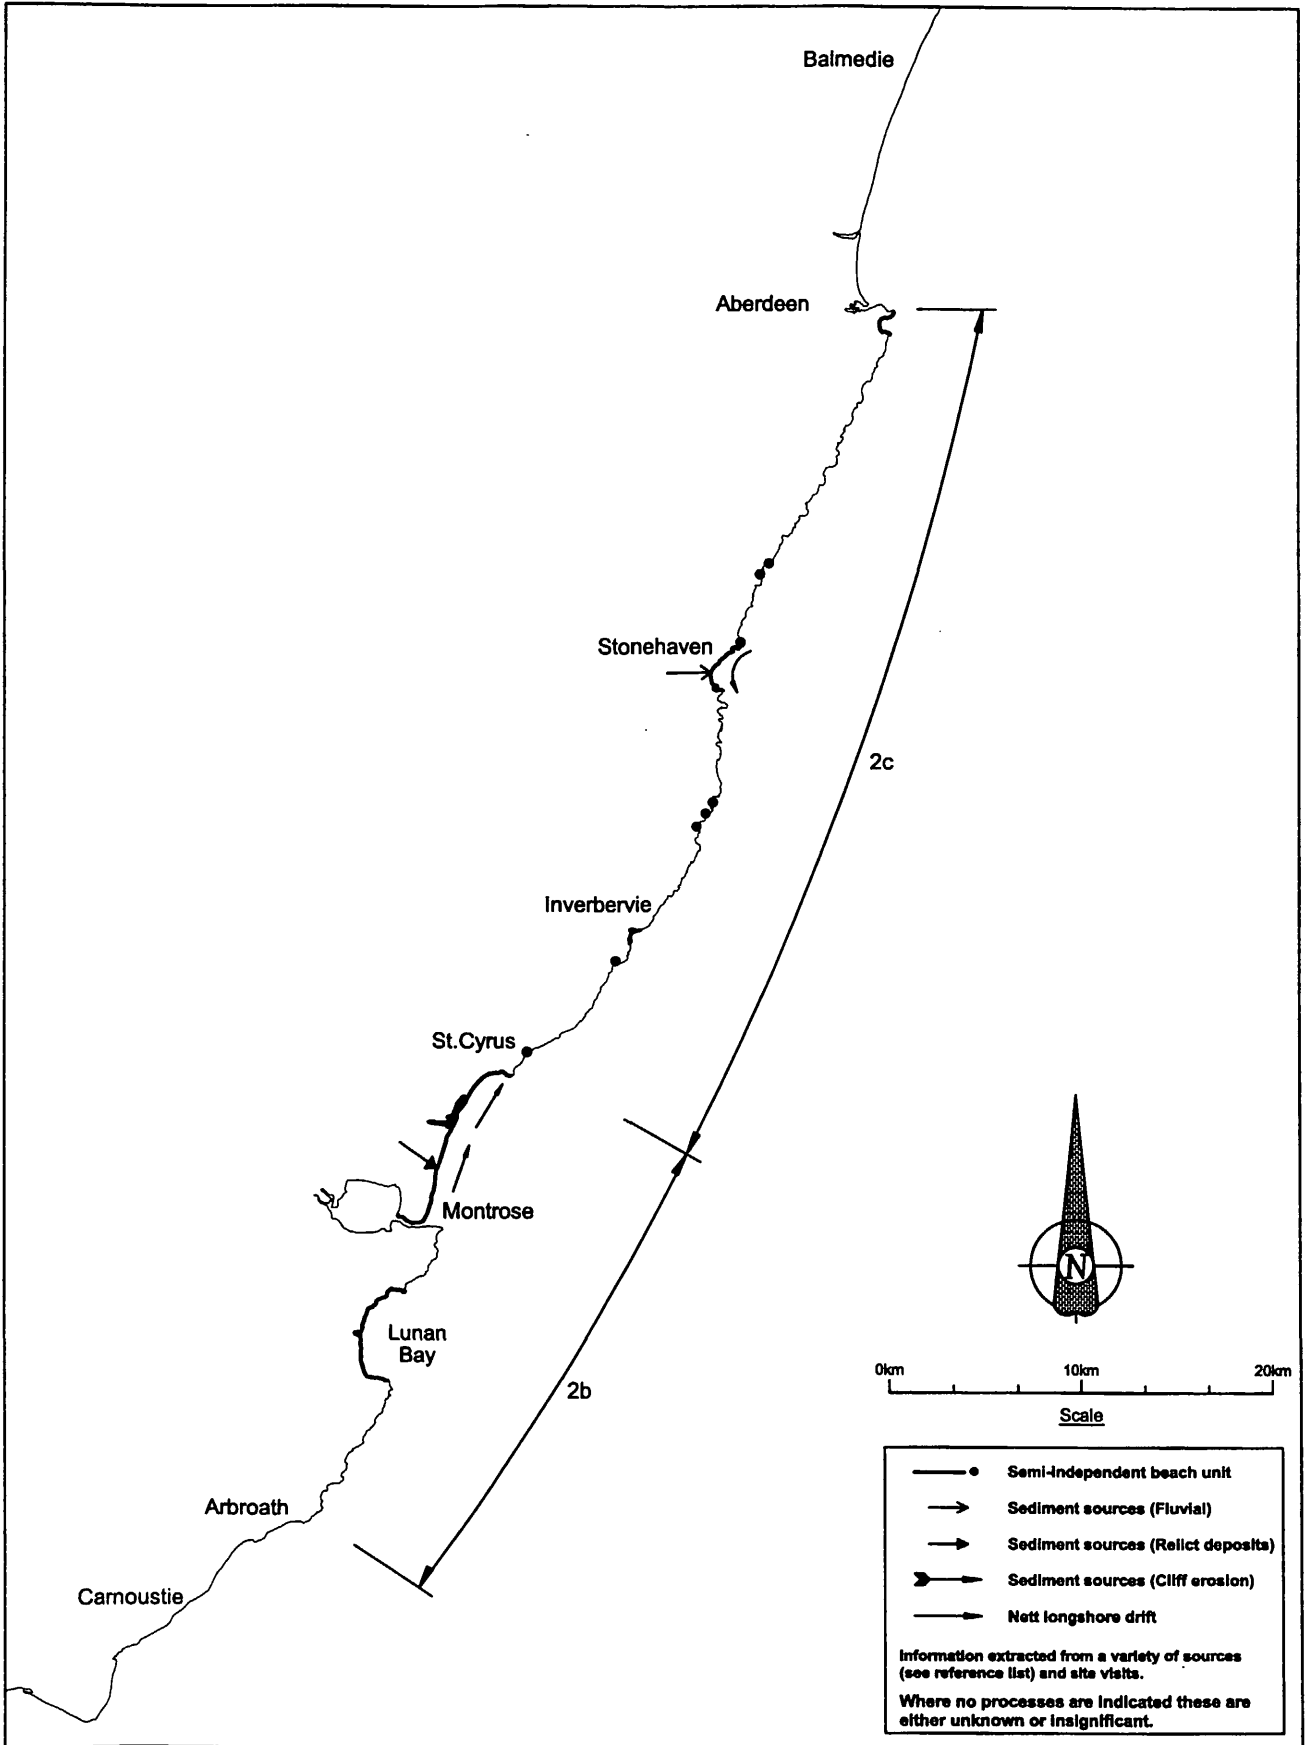 Balmedie
Aberdeen
Stonehaven
2c
Inverbervie
St.Cyrus
Montrose
N
Lunan
Bay
2b
0km 10km 20km
Scale
Arbroath
Carnoustie
Semi-independent beach unit
Sediment sources (Fluvial)
Sediment sources (Relict deposits)
Sediment sources (Cliff erosion)
Nett longshore drift
Information extracted from a variety of sources
(see reference list) and site visits.
Where no processes are indicated these are
either unknown or insignificant.